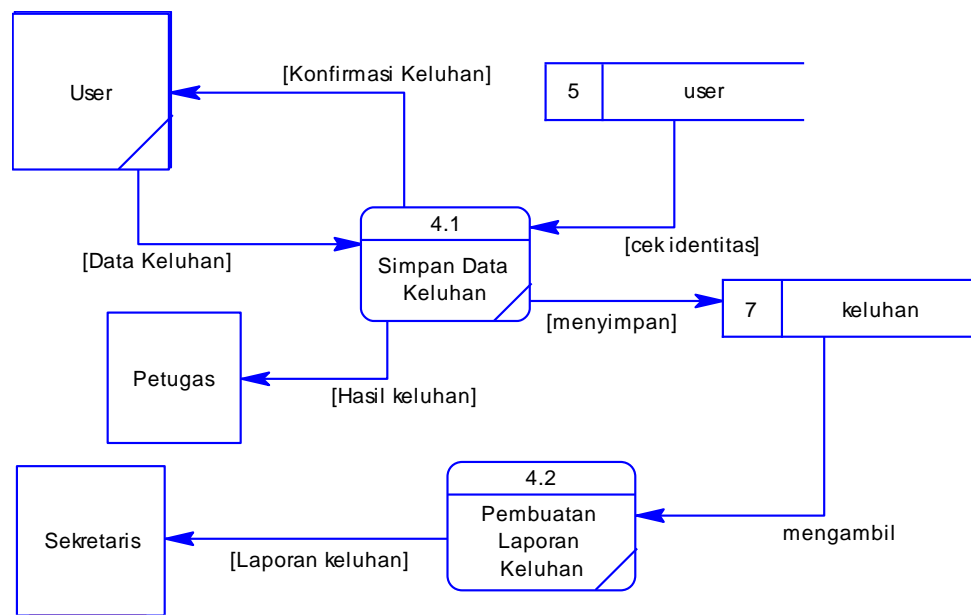 [Konfirmasi Keluhan]
User
5
user
4.1
[cek identitas]
[Data Keluhan]
Simpan Data
Keluhan
[menyimpan]
7
keluhan
Petugas
[Hasil keluhan]
4.2
Pembuatan
Laporan
Keluhan
mengambil
Sekretaris
[Laporan keluhan]